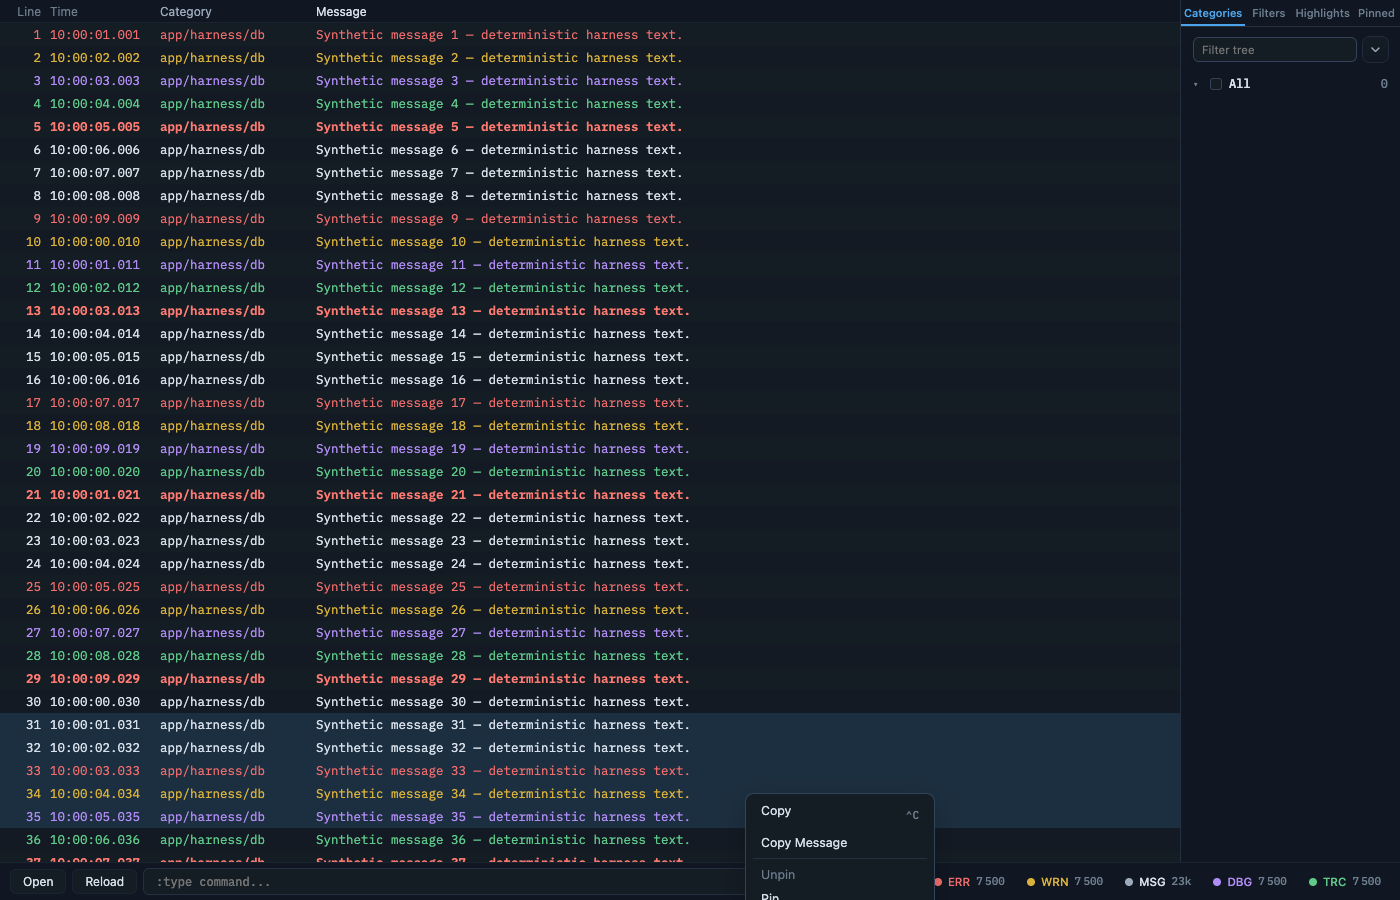 Line Time Category Message
1 10:00:01.001 app/harness/db Synthetic message 1 — deterministic harness text.
2 10:00:02.002 app/harness/db Synthetic message 2 — deterministic harness text.
3 10:00:03.003 app/harness/db Synthetic message 3 — deterministic harness text.
4 10:00:04.004 app/harness/db Synthetic message 4 — deterministic harness text.
5 10:00:05.005 app/harness/db Synthetic message 5 — deterministic harness text.
6 10:00:06.006 app/harness/db Synthetic message 6 — deterministic harness text.
7 10:00:07.007 app/harness/db Synthetic message 7 — deterministic harness text.
8 10:00:08.008 app/harness/db Synthetic message 8 — deterministic harness text.
9 10:00:09.009 app/harness/db Synthetic message 9 — deterministic harness text.
10 10:00:00.010 app/harness/db Synthetic message 10 — deterministic harness text.
11 10:00:01.011 app/harness/db Synthetic message 11 — deterministic harness text.
12 10:00:02.012 app/harness/db Synthetic message 12 — deterministic harness text.
13 10:00:03.013 app/harness/db Synthetic message 13 — deterministic harness text.
14 10:00:04.014 app/harness/db Synthetic message 14 — deterministic harness text.
15 10:00:05.015 app/harness/db Synthetic message 15 — deterministic harness text.
16 10:00:06.016 app/harness/db Synthetic message 16 — deterministic harness text.
17 10:00:07.017 app/harness/db Synthetic message 17 — deterministic harness text.
18 10:00:08.018 app/harness/db Synthetic message 18 — deterministic harness text.
19 10:00:09.019 app/harness/db Synthetic message 19 — deterministic harness text.
20 10:00:00.020 app/harness/db Synthetic message 20 — deterministic harness text.
21 10:00:01.021 app/harness/db Synthetic message 21 — deterministic harness text.
22 10:00:02.022 app/harness/db Synthetic message 22 — deterministic harness text.
23 10:00:03.023 app/harness/db Synthetic message 23 — deterministic harness text.
24 10:00:04.024 app/harness/db Synthetic message 24 — deterministic harness text.
25 10:00:05.025 app/harness/db Synthetic message 25 — deterministic harness text.
26 10:00:06.026 app/harness/db Synthetic message 26 — deterministic harness text.
27 10:00:07.027 app/harness/db Synthetic message 27 — deterministic harness text.
28 10:00:08.028 app/harness/db Synthetic message 28 — deterministic harness text.
29 10:00:09.029 app/harness/db Synthetic message 29 — deterministic harness text.
30 10:00:00.030 app/harness/db Synthetic message 30 — deterministic harness text.
31 10:00:01.031 app/harness/db Synthetic message 31 — deterministic harness text.
32 10:00:02.032 app/harness/db Synthetic message 32 — deterministic harness text.
33 10:00:03.033 app/harness/db Synthetic message 33 — deterministic harness text.
34 10:00:04.034 app/harness/db Synthetic message 34 — deterministic harness text.
35 10:00:05.035 app/harness/db Synthetic message 35 — deterministic harness text.
36 10:00:06.036 app/harness/db Synthetic message 36 — deterministic harness text.
37 10:00:07.037 app/harness/db Synthetic message 37 — deterministic harness text.
Categories Filters Highlights Pinned
Filter tree
All 0
Copy ^C
Copy Message
Unpin
Pin
Open Reload :type command...
ERR 7 500 WRN 7 500 MSG 23k DBG 7 500 TRC 7 500